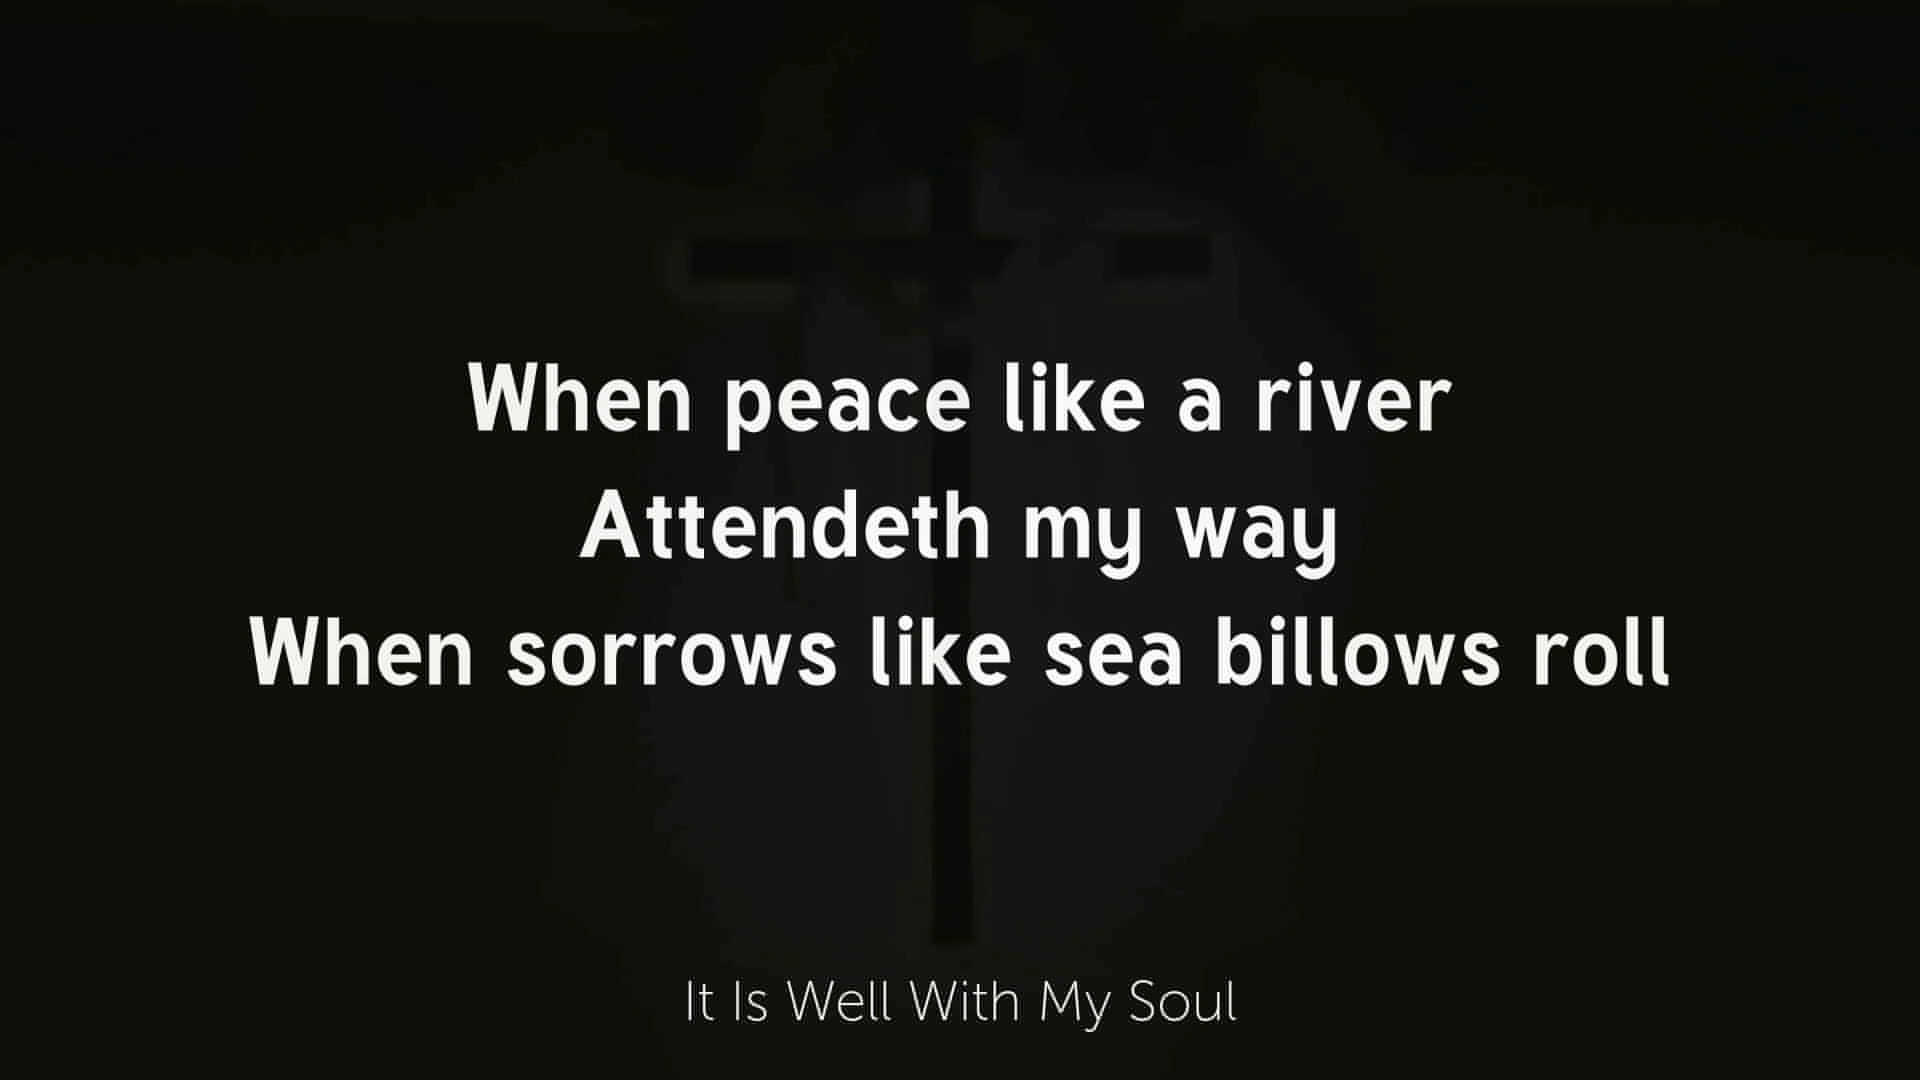 When peace like a river
Attendeth my way
When sorrows like sea billows roll
It Is Well With My Soul